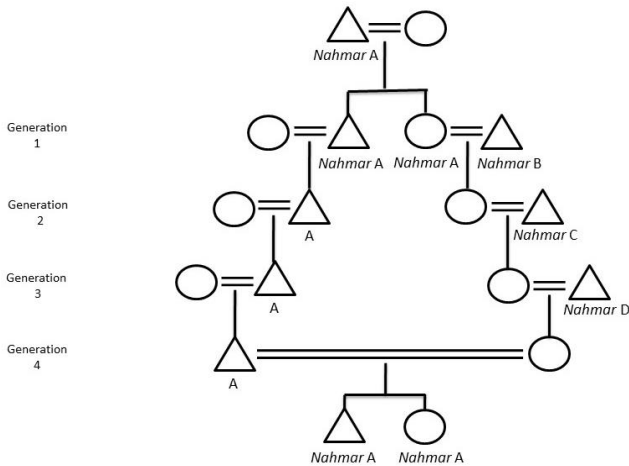 Nahmar A
Generation
1
Nahmar A
Nahmar A
Nahmar B
Generation
2
A
Nahmar C
Generation
3
A
Nahmar D
Generation
4
A
Nahmar A
Nahmar A